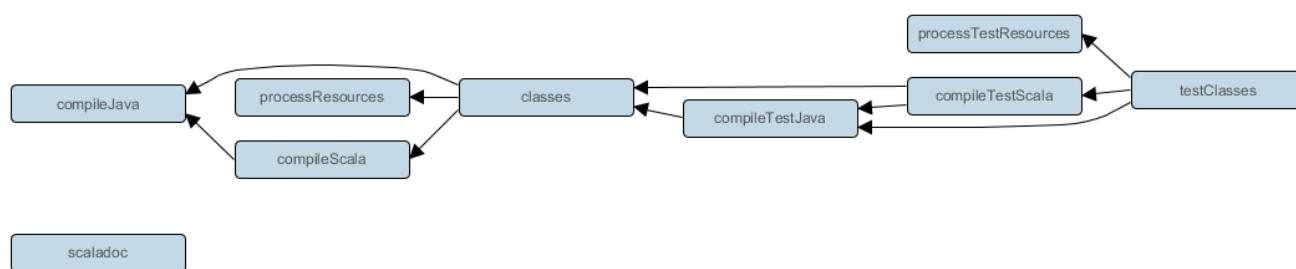 processTestResources
compileJava
processResources
classes
compileTestScala
testClasses
compileTestJava
compileScala
scaladoc